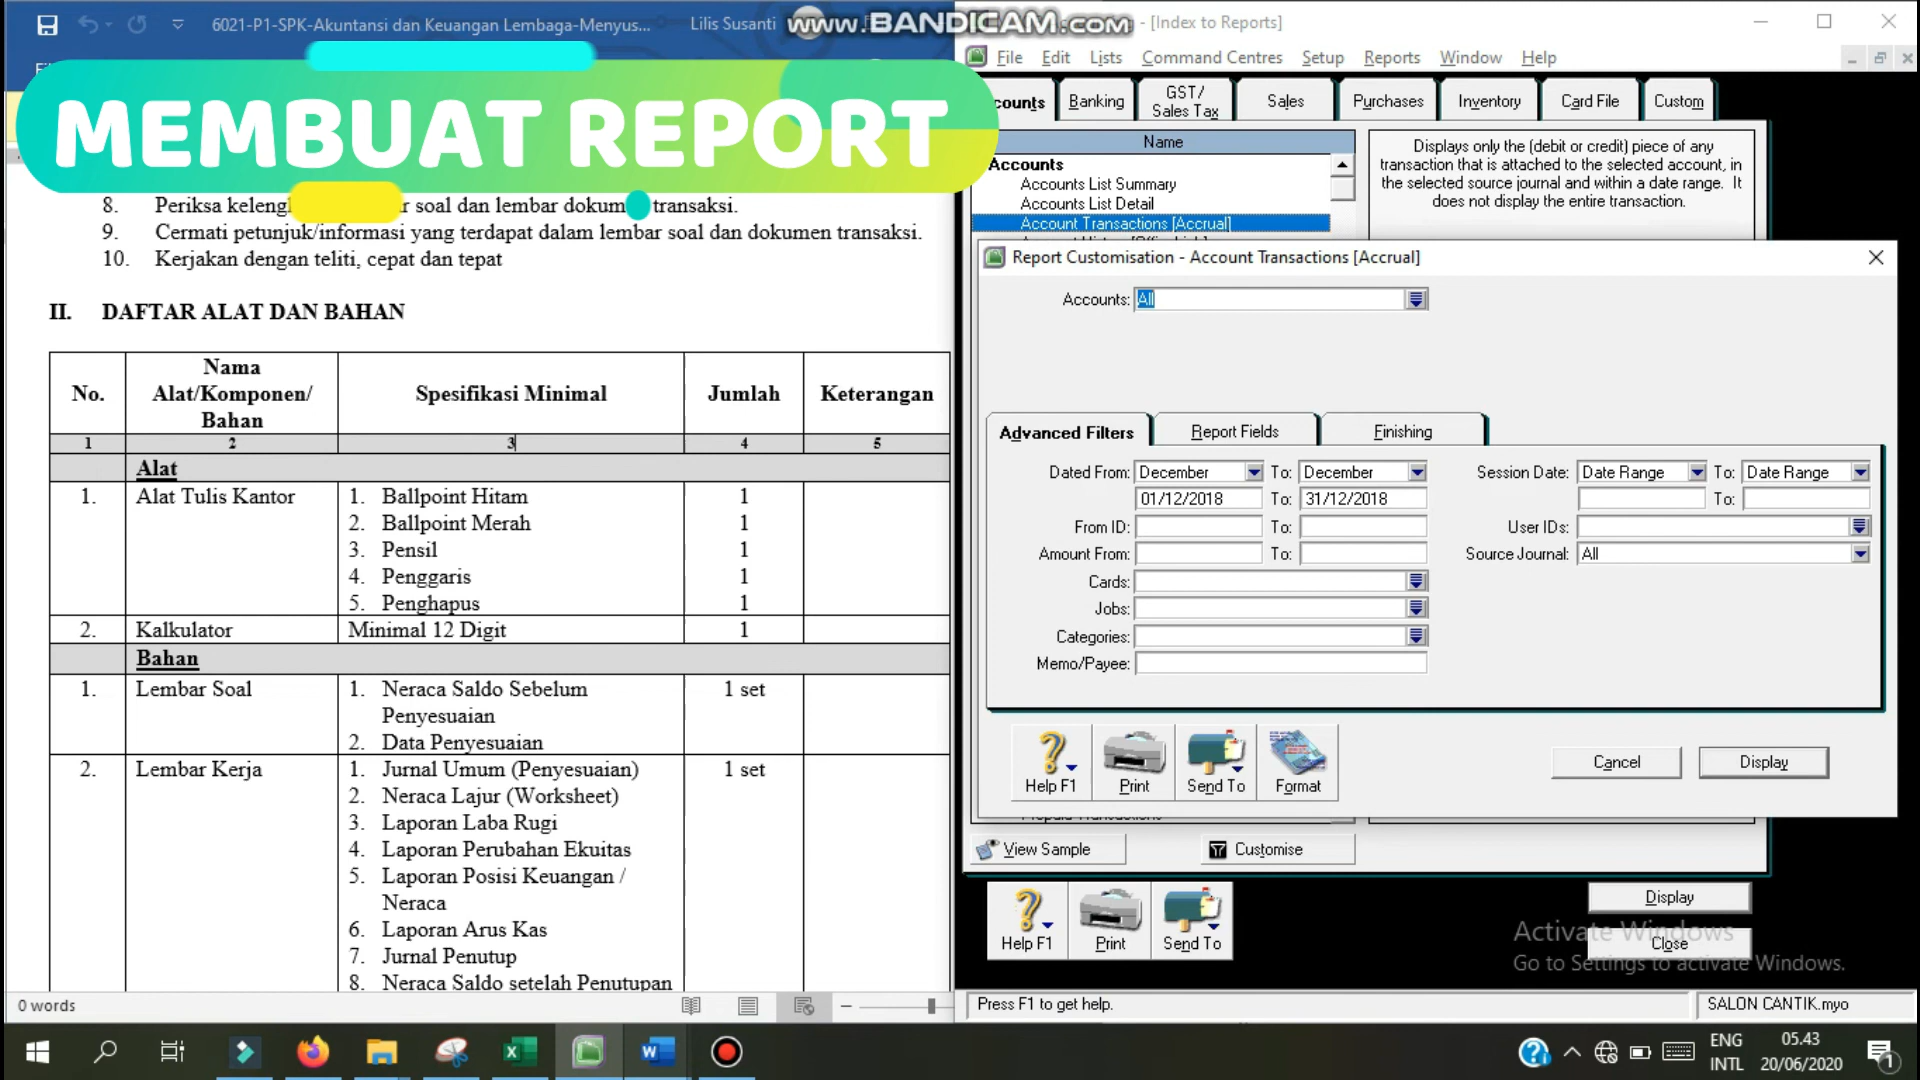 6021-P1-SPK-Akuntansi dan Keuangan Lembaga-Menyus...
Lilis Susanti
www.BANDICAM.com
- [Index to Reports]
MEMBUAT REPORT
8. Periksa soal dan lembar transaksi.
9. Cermati petunjuk/informasi yang terdapat dalam lembar soal dan dokumen transaksi.
10. Kerjakan dengan teliti, cepat dan tepat
II. DAFTAR ALAT DAN BAHAN
No.
Nama
Alat/Komponen/
Bahan
Spesifikasi Minimal
Jumlah
Keterangan
1 2 3 4 5
Alat
1. Alat Tulis Kantor 1. Ballpoint Hitam 1
2. Ballpoint Merah 1
3. Pensil 1
4. Penggaris 1
5. Penghapus 1
2. Kalkulator Minimal 12 Digit 1
Bahan
1. Lembar Soal 1. Neraca Saldo Sebelum 1 set
Penyesuaian
2. Data Penyesuaian
2. Lembar Kerja 1. Jurnal Umum (Penyesuaian) 1 set
2. Neraca Lajur (Worksheet)
3. Laporan Laba Rugi
4. Laporan Perubahan Ekuitas
5. Laporan Posisi Keuangan /
Neraca
6. Laporan Arus Kas
7. Jurnal Penutup
8. Neraca Saldo setelah Penutupan
0 words
File Edit Lists Command Centres Setup Reports Window Help
Banking
GST/
Sales Tax
Sales Purchases Inventory Card File Custom
Name
Accounts
Accounts List Summary
Accounts List Detail
Account Transactions [Accrual]
Displays only the (debit or credit) piece of any
transaction that is attached to the selected account, in
the selected source journal and within a date range. It
does not display the entire transaction.
Report Customisation - Account Transactions [Accrual]
Accounts: All
Advanced Filters Report Fields Finishing
Dated From: December To: December
01/12/2018 To: 31/12/2018
From ID: To:
Amount From: To:
Cards:
Jobs:
Categories:
Memo/Payee:
Session Date: Date Range To: Date Range
To:
User IDs:
Source Journal: All
Help F1 Print Send To Format
Cancel Display
View Sample Customise
Help F1 Print Send To
Display
Close
Activate Windows
Go to Settings to activate Windows.
Press F1 to get help.
SALON CANTIK.myo
ENG
INTL
05.43
20/06/2020
1